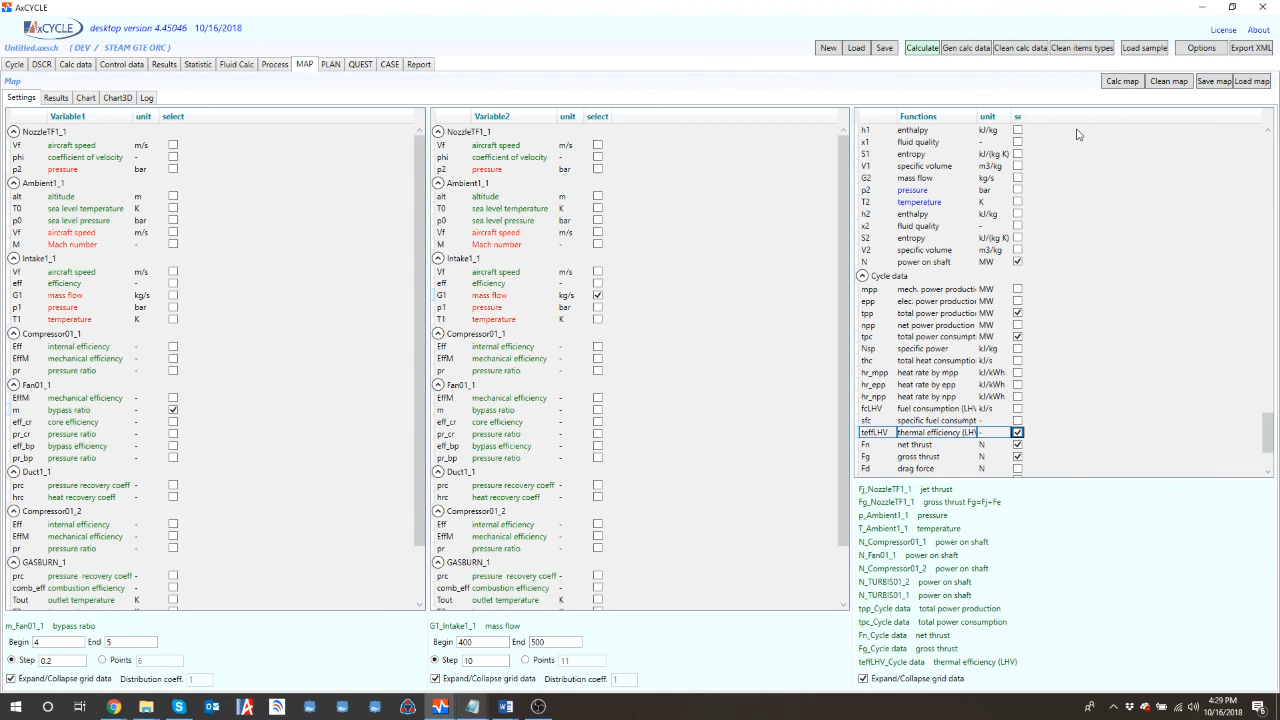 AxCYCLE
AxCYCLE desktop version 4.45046 10/16/2018 License About
Untitled.axsch ( DEV / STEAM GTE ORC ) New Load Save Calculate Gen calc data Clean calc data Clean items types Load sample Options Export XML
Cycle DSCR Calc data Control data Results Statistic Fluid Calc Process MAP PLAN QUEST CASE Report
Map Calc map Clean map Save map Load map
Settings Results Chart Chart3D Log
Variable1 unit select
NozzleTF1_1
Vf aircraft speed m/s
phi coefficient of velocity -
p2 pressure bar
Ambient1_1
alt altitude m
T0 sea level temperature K
p0 sea level pressure bar
Vf aircraft speed m/s
M Mach number -
Intake1_1
Vf aircraft speed m/s
eff efficiency -
G1 mass flow kg/s
p1 pressure bar
T1 temperature K
Compressor01_1
Eff internal efficiency -
EffM mechanical efficiency -
pr pressure ratio -
Fan01_1
EffM mechanical efficiency -
m bypass ratio -
eff_cr core efficiency -
pr_cr pressure ratio -
eff_bp bypass efficiency -
pr_bp pressure ratio -
Duct1_1
prc pressure recovery coeff -
hrc heat recovery coeff -
Compressor01_2
Eff internal efficiency -
EffM mechanical efficiency -
pr pressure ratio -
GASBURN_1
prc pressure recovery coeff -
comb_eff combustion efficiency -
Tout outlet temperature K
m_Fan01_1 bypass ratio
Begin 4 End 5
Step 0.2 Points 6
Expand/Collapse grid data Distribution coeff. 1
Variable2 unit select
NozzleTF1_1
Vf aircraft speed m/s
phi coefficient of velocity -
p2 pressure bar
Ambient1_1
alt altitude m
T0 sea level temperature K
p0 sea level pressure bar
Vf aircraft speed m/s
M Mach number -
Intake1_1
Vf aircraft speed m/s
eff efficiency -
G1 mass flow kg/s
p1 pressure bar
T1 temperature K
Compressor01_1
Eff internal efficiency -
EffM mechanical efficiency -
pr pressure ratio -
Fan01_1
EffM mechanical efficiency -
m bypass ratio -
eff_cr core efficiency -
pr_cr pressure ratio -
eff_bp bypass efficiency -
pr_bp pressure ratio -
Duct1_1
prc pressure recovery coeff -
hrc heat recovery coeff -
Compressor01_2
Eff internal efficiency -
EffM mechanical efficiency -
pr pressure ratio -
GASBURN_1
prc pressure recovery coeff -
comb_eff combustion efficiency -
Tout outlet temperature K
G1_Intake1_1 mass flow
Begin 400 End 500
Step 10 Points 11
Expand/Collapse grid data Distribution coeff. 1
Functions unit se
h1 enthalpy kJ/kg
x1 fluid quality -
S1 entropy kJ/(kg K)
V1 specific volume m3/kg
G2 mass flow kg/s
p2 pressure bar
T2 temperature K
h2 enthalpy kJ/kg
x2 fluid quality -
S2 entropy kJ/(kg K)
V2 specific volume m3/kg
N power on shaft MW
Cycle data
mpp mech. power productio MW
epp elec. power productio MW
tpp total power productio MW
npp net power production MW
tpc total power consumpt MW
Nsp specific power kJ/kg
thc total heat consumptio kJ/s
hr_mpp heat rate by mpp kJ/kWh
hr_epp heat rate by epp kJ/kWh
hr_npp heat rate by npp kJ/kWh
fcLHV fuel consumption (LHV kJ/s
sfc specific fuel consumpt -
teffLHV thermal efficiency (LHV -
Fn net thrust N
Fg gross thrust N
Fd drag force N
Fj_NozzleTF1_1 jet thrust
Fg_NozzleTF1_1 gross thrust Fg=Fj+Fe
p_Ambient1_1 pressure
T_Ambient1_1 temperature
N_Compressor01_1 power on shaft
N_Fan01_1 power on shaft
N_Compressor01_2 power on shaft
N_TURBIS01_2 power on shaft
N_TURBIS01_1 power on shaft
tpp_Cycle data total power production
tpc_Cycle data total power consumption
Fn_Cycle data net thrust
Fg_Cycle data gross thrust
teffLHV_Cycle data thermal efficiency (LHV)
Expand/Collapse grid data
4:29 PM
10/16/2018